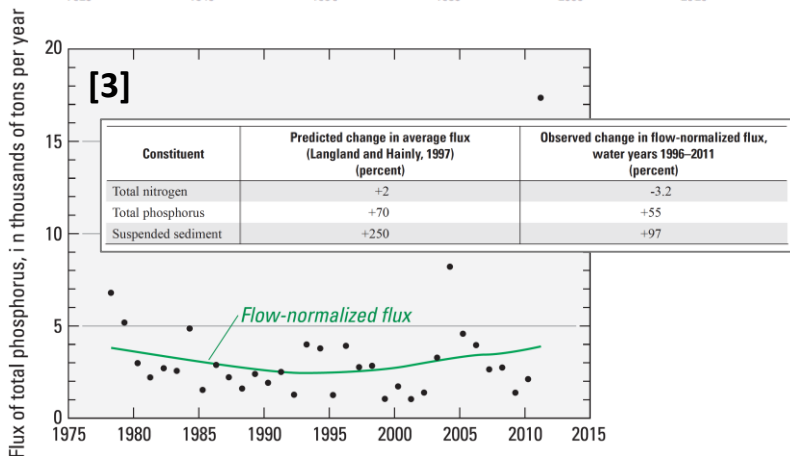 20
[3]
15
10
5
0
Flux of total phosphorus, i n thousands of tons per year
Constituent
Predicted change in average flux
(Langland and Hainly, 1997)
(percent)
Observed change in flow-normalized flux,
water years 1996–2011
(percent)
Total nitrogen +2 -3.2
Total phosphorus +70 +55
Suspended sediment +250 +97
Flow-normalized flux
1975 1980 1985 1990 1995 2000 2005 2010 2015